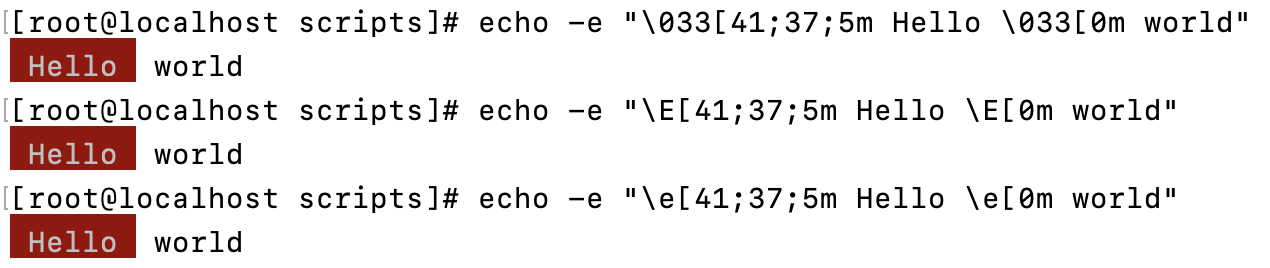 [[root@localhost scripts]# echo -e "\033[41;37;5m Hello \033[0m world"
Hello world
[[root@localhost scripts]# echo -e "\E[41;37;5m Hello \E[0m world"
Hello world
[[root@localhost scripts]# echo -e "\e[41;37;5m Hello \e[0m world"
Hello world